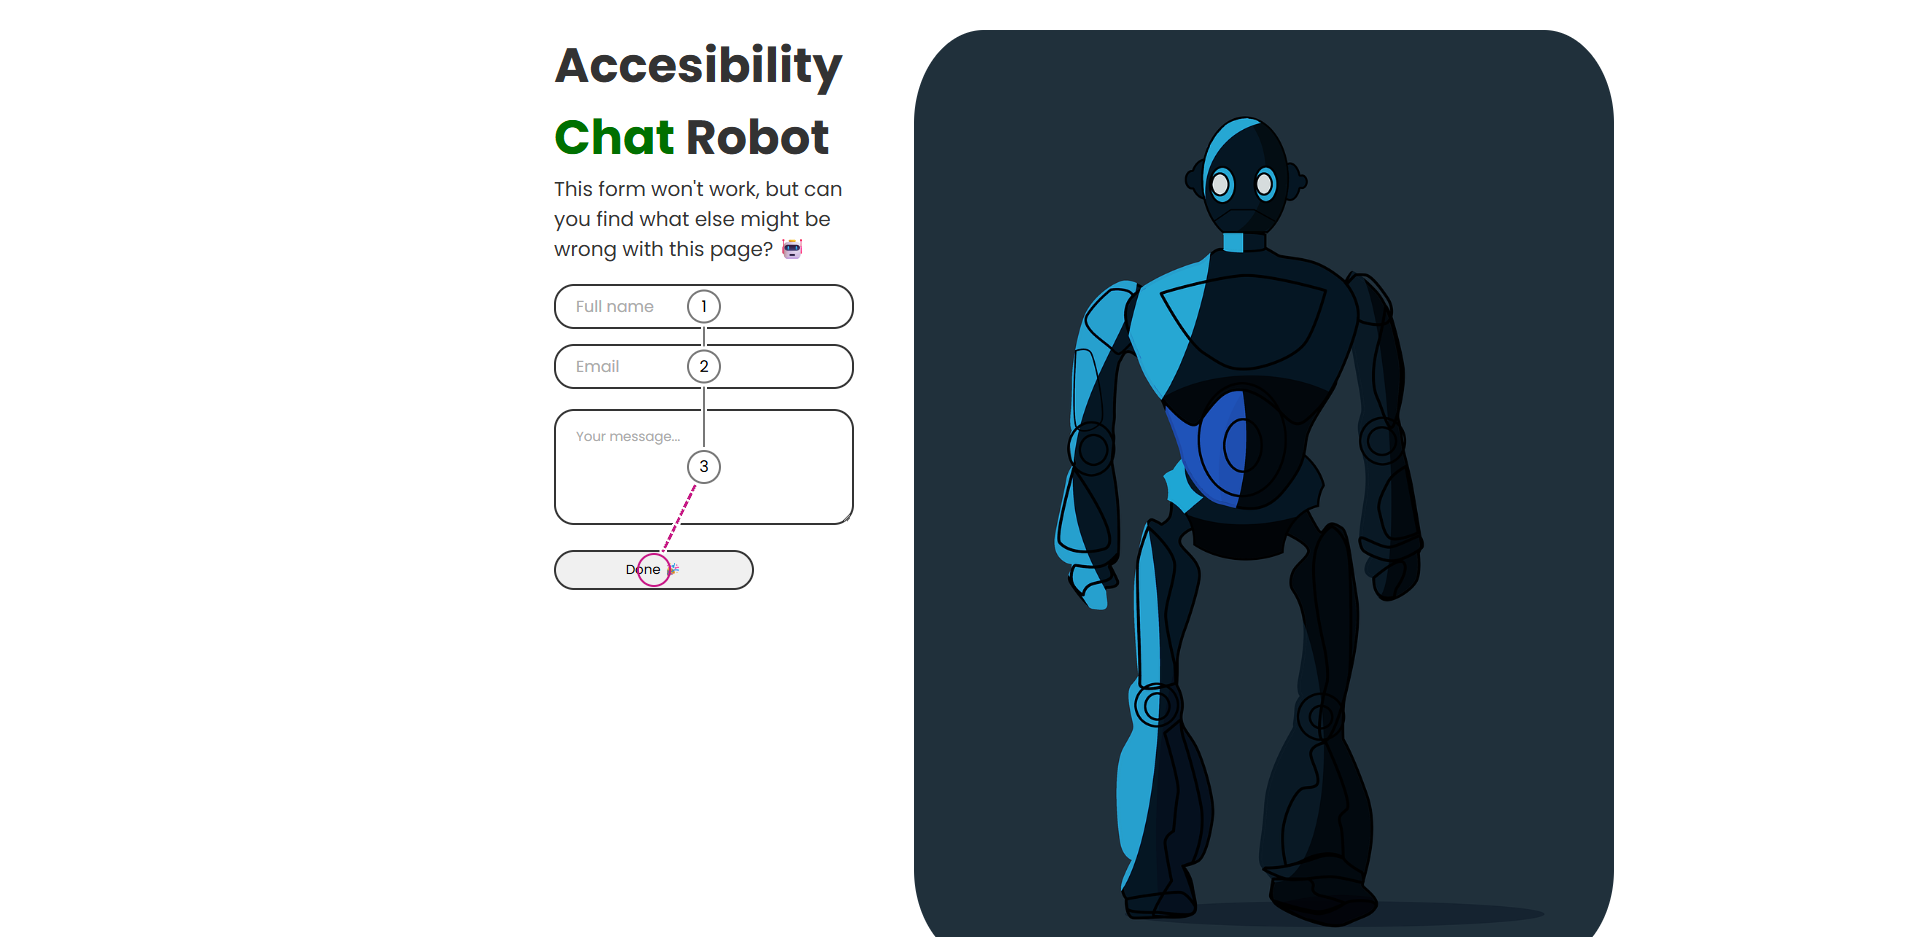 Accesibility
Chat Robot
This form won't work, but can
you find what else might be
wrong with this page? 🤖
Full name 1
Email 2
Your message...
3
Done 🎉